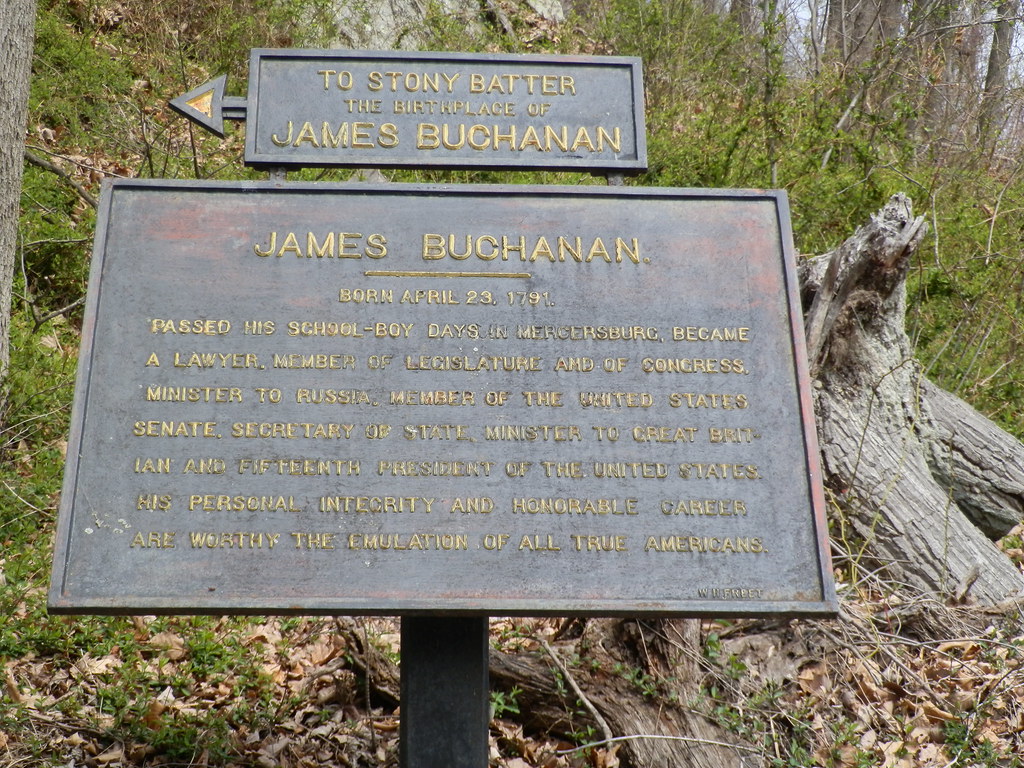 TO STONY BATTER
THE BIRTHPLACE OF
JAMES BUCHANAN
JAMES BUCHANAN.
BORN APRIL 23, 1791.
PASSED HIS SCHOOL-BOY DAYS IN MERCERSBURG, BECAME
A LAWYER, MEMBER OF LEGISLATURE AND OF CONGRESS,
MINISTER TO RUSSIA, MEMBER OF THE UNITED STATES
SENATE, SECRETARY OF STATE, MINISTER TO GREAT BRIT-
IAN AND FIFTEENTH PRESIDENT OF THE UNITED STATES.
HIS PERSONAL INTEGRITY AND HONORABLE CAREER
ARE WORTHY THE EMULATION OF ALL TRUE AMERICANS.